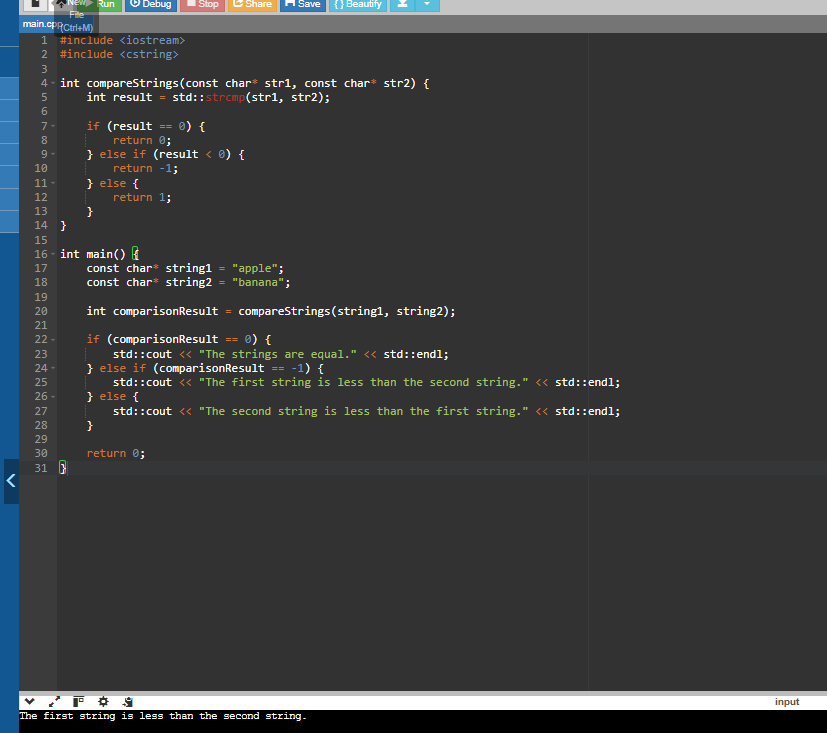 New
Run
Debug
Stop
Share
Save
{ } Beautify
File
main.cpp
(Ctrl+M)
1 #include <iostream>
2 #include <cstring>
3
4 int compareStrings(const char* str1, const char* str2) {
5 int result = std::strcmp(str1, str2);
6
7 if (result == 0) {
8 return 0;
9 } else if (result < 0) {
10 return -1;
11 } else {
12 return 1;
13 }
14 }
15
16 int main() {
17 const char* string1 = "apple";
18 const char* string2 = "banana";
19
20 int comparisonResult = compareStrings(string1, string2);
21
22 if (comparisonResult == 0) {
23 std::cout << "The strings are equal." << std::endl;
24 } else if (comparisonResult == -1) {
25 std::cout << "The first string is less than the second string." << std::endl;
26 } else {
27 std::cout << "The second string is less than the first string." << std::endl;
28 }
29
30 return 0;
31 }
input
The first string is less than the second string.